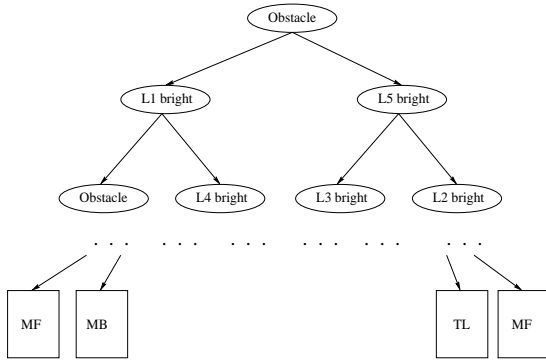 Obstacle
L1 bright
L5 bright
Obstacle
L4 bright
L3 bright
L2 bright
. . . . . . . . . . . . . . . . . .
MF
MB
TL
MF